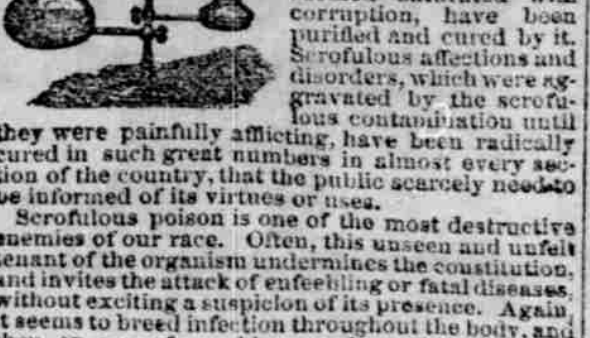 corruption, have been
purified and cured by it.
Scrofulous affections and
disorders, which were ag-
gravated by the scrofu-
lous contamination until
they were painfully afflicting, have been radically
cured in such great numbers in almost every sec-
tion of the country, that the public scarcely need to
be informed of its virtues or uses.
Scrofulous poison is one of the most destructive
enemies of our race. Often, this unseen and unfelt
tenant of the organism undermines the constitution,
and invites the attack of enfeebling or fatal diseases,
without exciting a suspicion of its presence. Again,
it seems to breed infection throughout the body, and